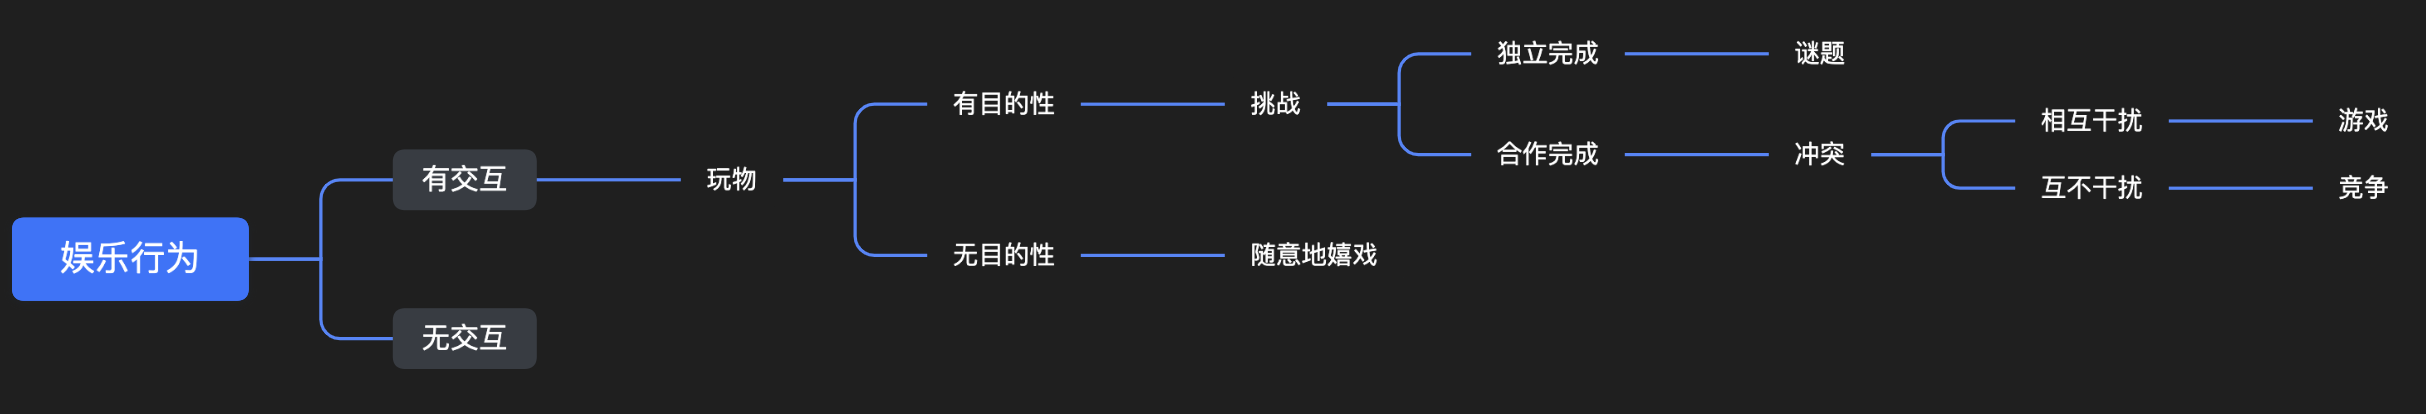 娱乐行为
有交互
玩物
有目的性
挑战
独立完成
谜题
合作完成
冲突
相互干扰
游戏
互不干扰
竞争
无目的性
随意地嬉戏
无交互